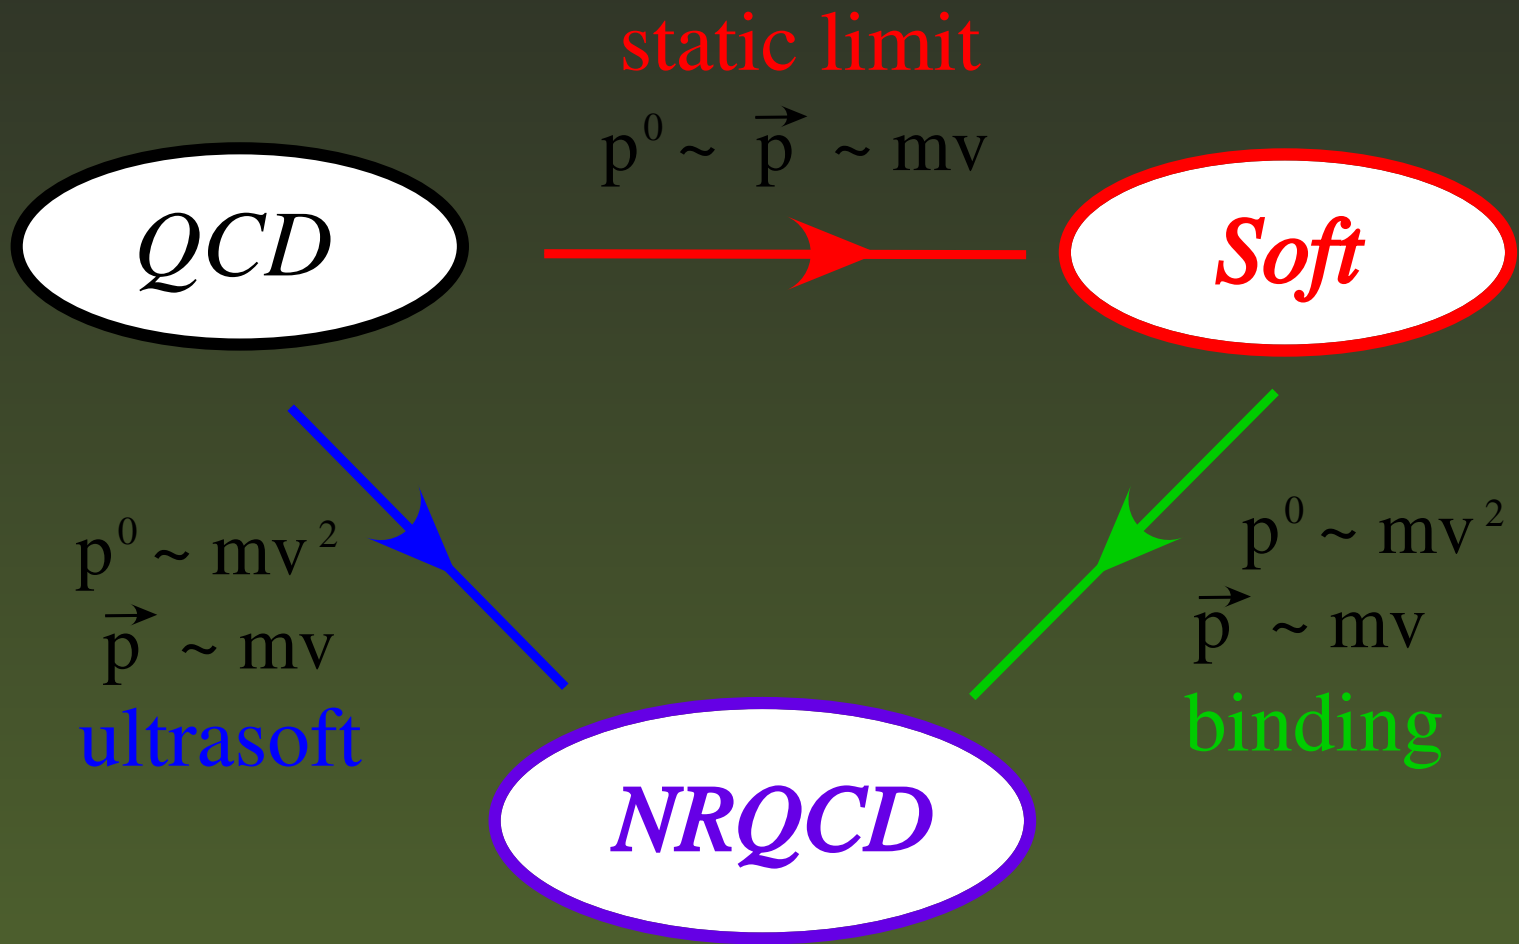 static limit
p⁰ ~ p⃗ ~ mv
QCD
Soft
p⁰ ~ mv²
p⃗ ~ mv
ultrasoft
p⁰ ~ mv²
p⃗ ~ mv
binding
NRQCD